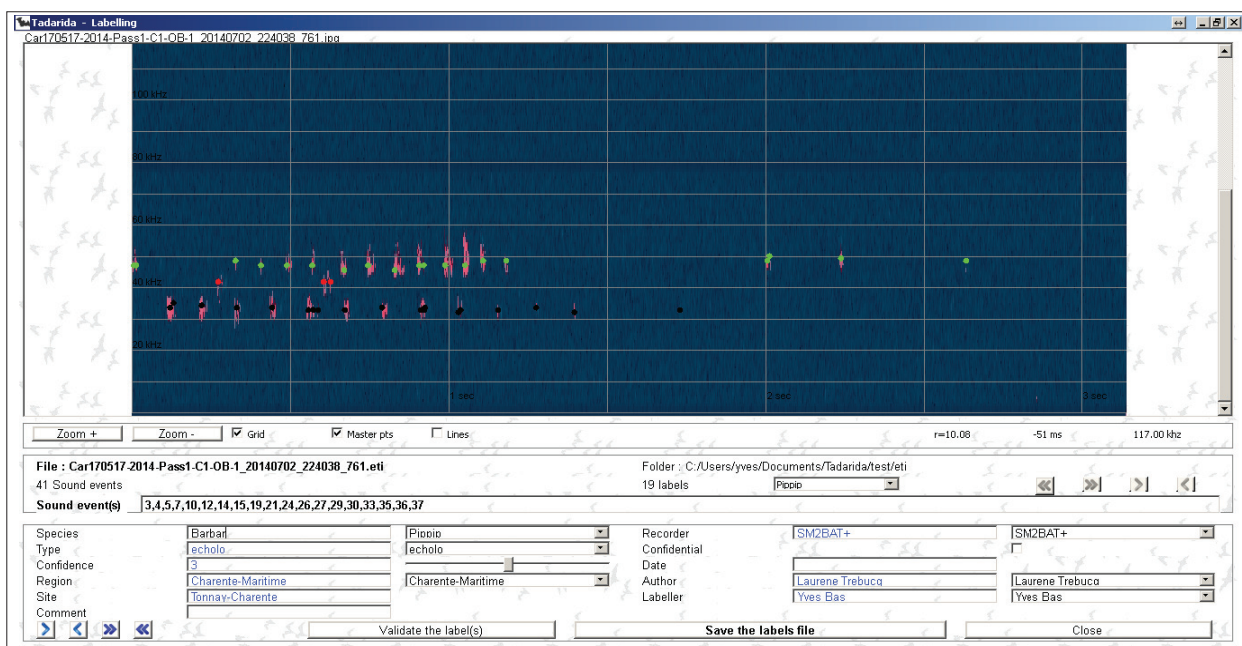 Tadarida - Labelling
Car170517-2014-Pass1-C1-OB-1_20140702_224038_761.jpg
100 kHz
80 kHz
60 kHz
40 kHz
20 kHz
1 sec
2 sec
3 sec
Zoom +
Zoom -
Grid
Master pts
Lines
r=10.08
-51 ms
117.00 khz
File : Car170517-2014-Pass1-C1-OB-1_20140702_224038_761.eti
Folder : C:/Users/yves/Documents/Tadarida/test/eti
41 Sound events
19 labels
Pippip
Sound event(s)
3,4,5,7,10,12,14,15,19,21,24,26,27,29,30,33,35,36,37
Species
Barbar
Pippip
Recorder
SM2BAT+
SM2BAT+
Type
echolo
echolo
Confidential
Confidence
3
Date
Region
Charente-Maritime
Charente-Maritime
Author
Laurene Trebucq
Laurene Trebucq
Site
Tonnay-Charente
Labeller
Yves Bas
Yves Bas
Comment
Validate the label(s)
Save the labels file
Close